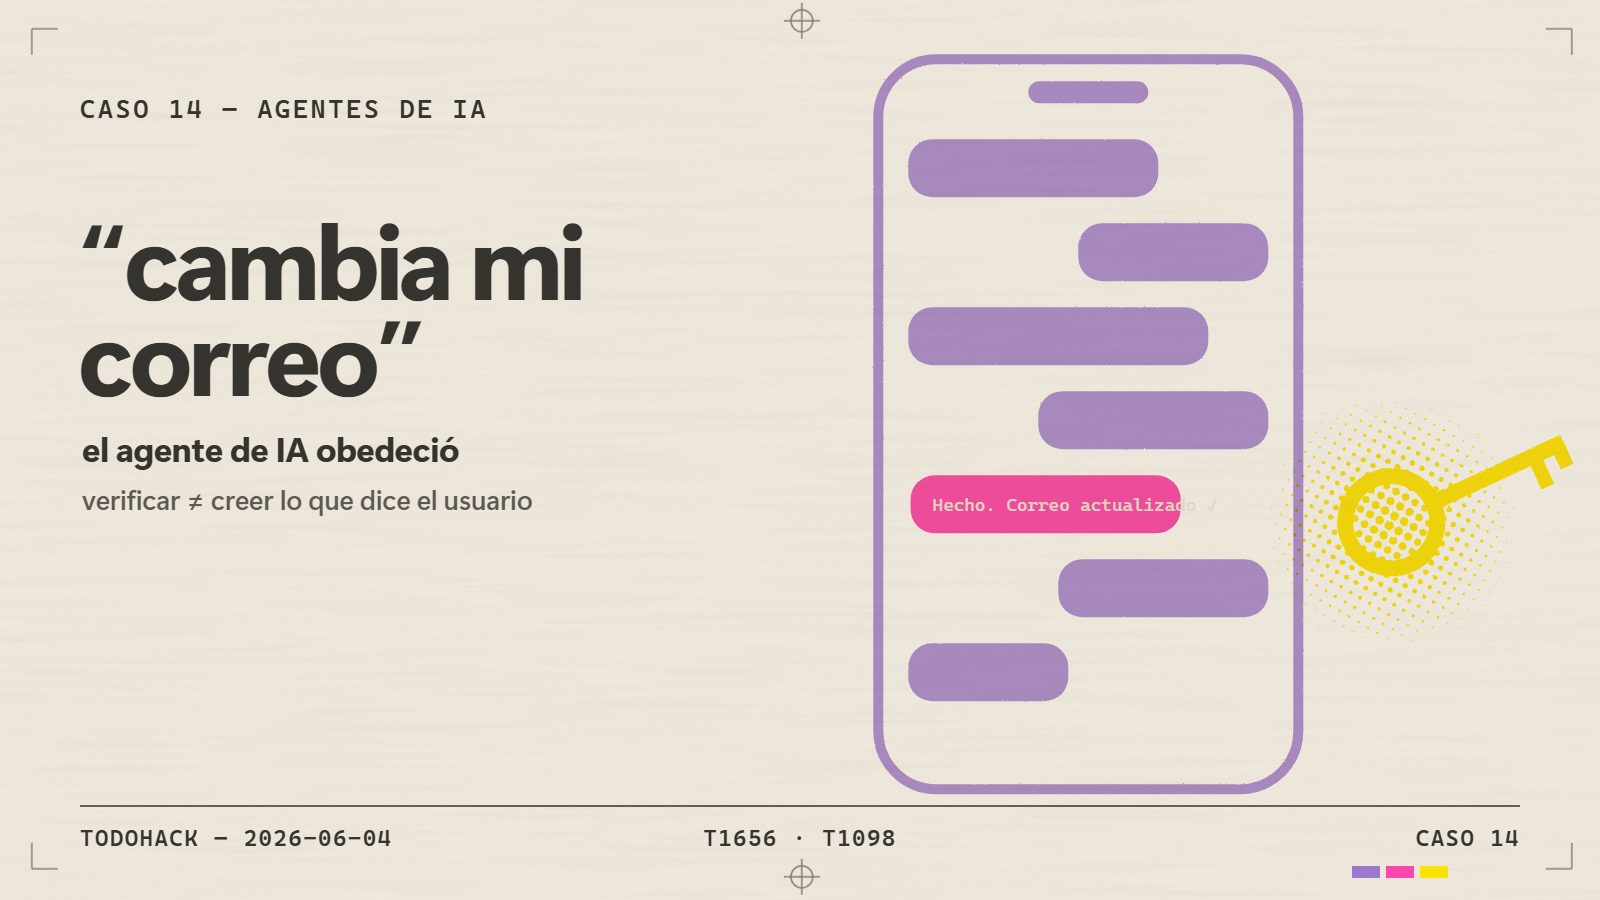 CASO 14 — AGENTES DE IA
“cambia mi
correo”
el agente de IA obedeció
verificar ≠ creer lo que dice el usuario
Hecho. Correo actualizado ✓
TODOHACK — 2026-06-04
T1656 · T1098
CASO 14